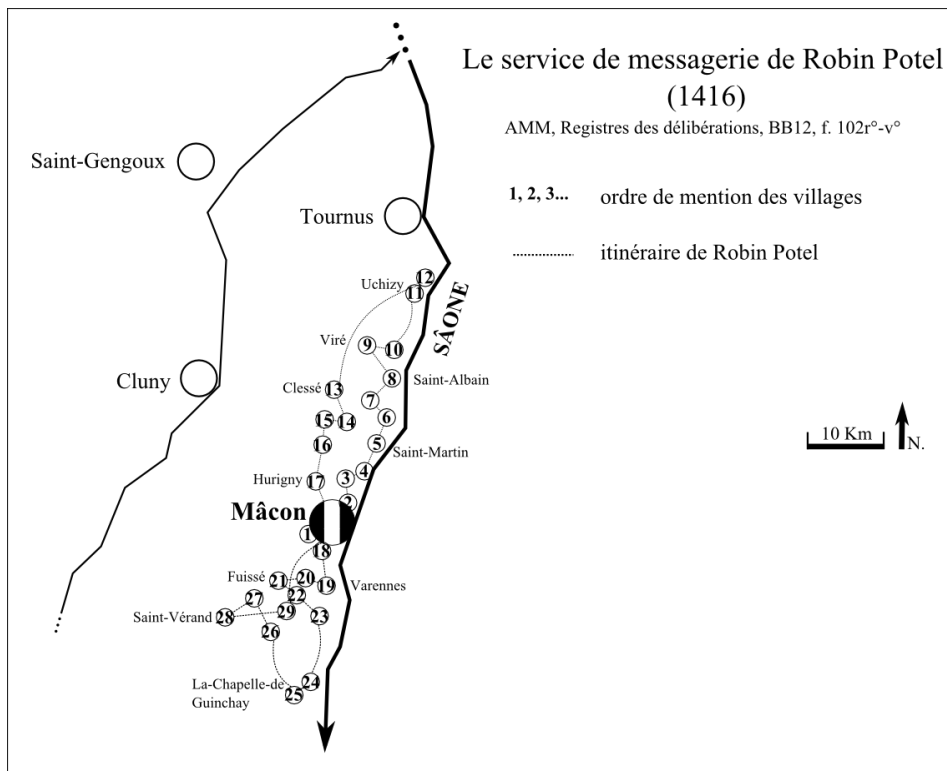 Le service de messagerie de Robin Potel
(1416)
AMM, Registres des délibérations, BB12, f. 102r°-v°
1, 2, 3... ordre de mention des villages
itinéraire de Robin Potel
Saint-Gengoux
Tournus
12
Uchizy
11
SÂONE
Viré
9
10
Cluny
8
Saint-Albain
Clessé
13
7
6
15
14
5
Saint-Martin
16
10 Km
N.
4
Hurigny
17
3
2
Mâcon
1
18
Fuissé
21
20
19
Varennes
22
27
Saint-Vérand
28
29
23
26
La-Chapelle-de
Guinchay
24
25